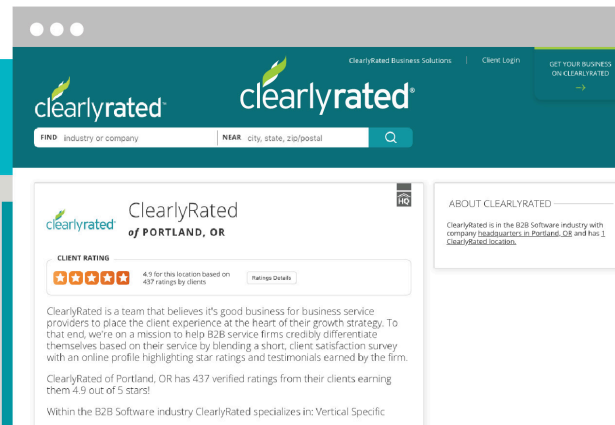 ClearlyRated Business Solutions | Client Login
GET YOUR BUSINESS
ON CLEARLYRATED
→
clearlyrated
clearlyrated®
FIND industry or company
NEAR city, state, zip/postal
HQ
clearlyrated
ClearlyRated
of PORTLAND, OR
CLIENT RATING
4.9 for this location based on
437 ratings by clients
Ratings Details
ClearlyRated is a team that believes it's good business for business service
providers to place the client experience at the heart of their growth strategy. To
that end, we're on a mission to help B2B service firms credibly differentiate
themselves based on their service by blending a short, client satisfaction survey
with an online profile highlighting star ratings and testimonials earned by the firm.
ClearlyRated of Portland, OR has 437 verified ratings from their clients earning
them 4.9 out of 5 stars!
Within the B2B Software industry ClearlyRated specializes in: Vertical Specific
ABOUT CLEARLYRATED
ClearlyRated is in the B2B Software industry with
company headquarters in Portland, OR and has 1
ClearlyRated location.